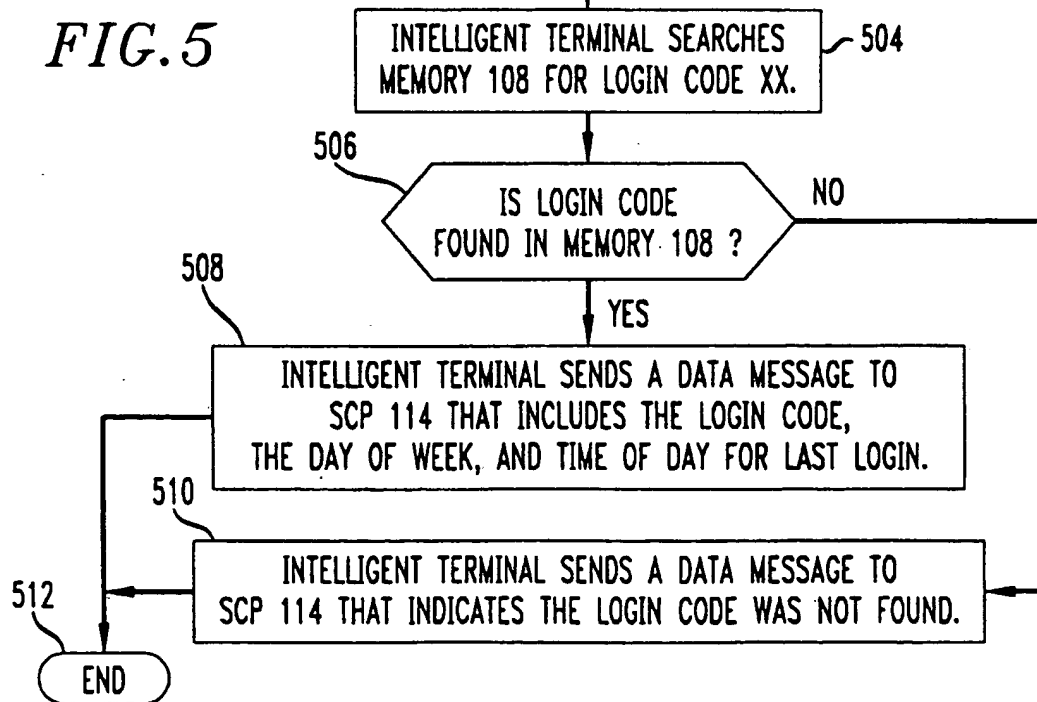 FIG.5
INTELLIGENT TERMINAL SEARCHES
MEMORY 108 FOR LOGIN CODE XX.
504
506
IS LOGIN CODE
FOUND IN MEMORY 108 ?
NO
YES
508
INTELLIGENT TERMINAL SENDS A DATA MESSAGE TO
SCP 114 THAT INCLUDES THE LOGIN CODE,
THE DAY OF WEEK, AND TIME OF DAY FOR LAST LOGIN.
510
INTELLIGENT TERMINAL SENDS A DATA MESSAGE TO
SCP 114 THAT INDICATES THE LOGIN CODE WAS NOT FOUND.
512
END